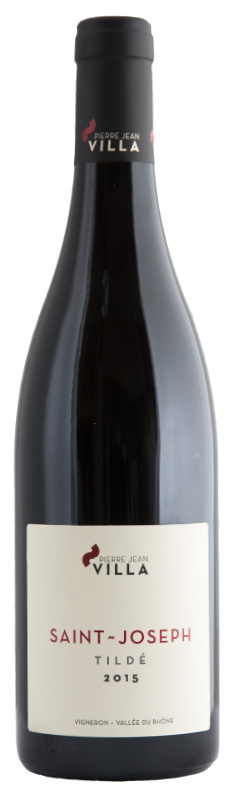 PIERRE JEAN
VILLA
PIERRE JEAN
VILLA
SAINT~JOSEPH
TILDÉ
2015
VIGNERON - VALLÉE DU RHÔNE